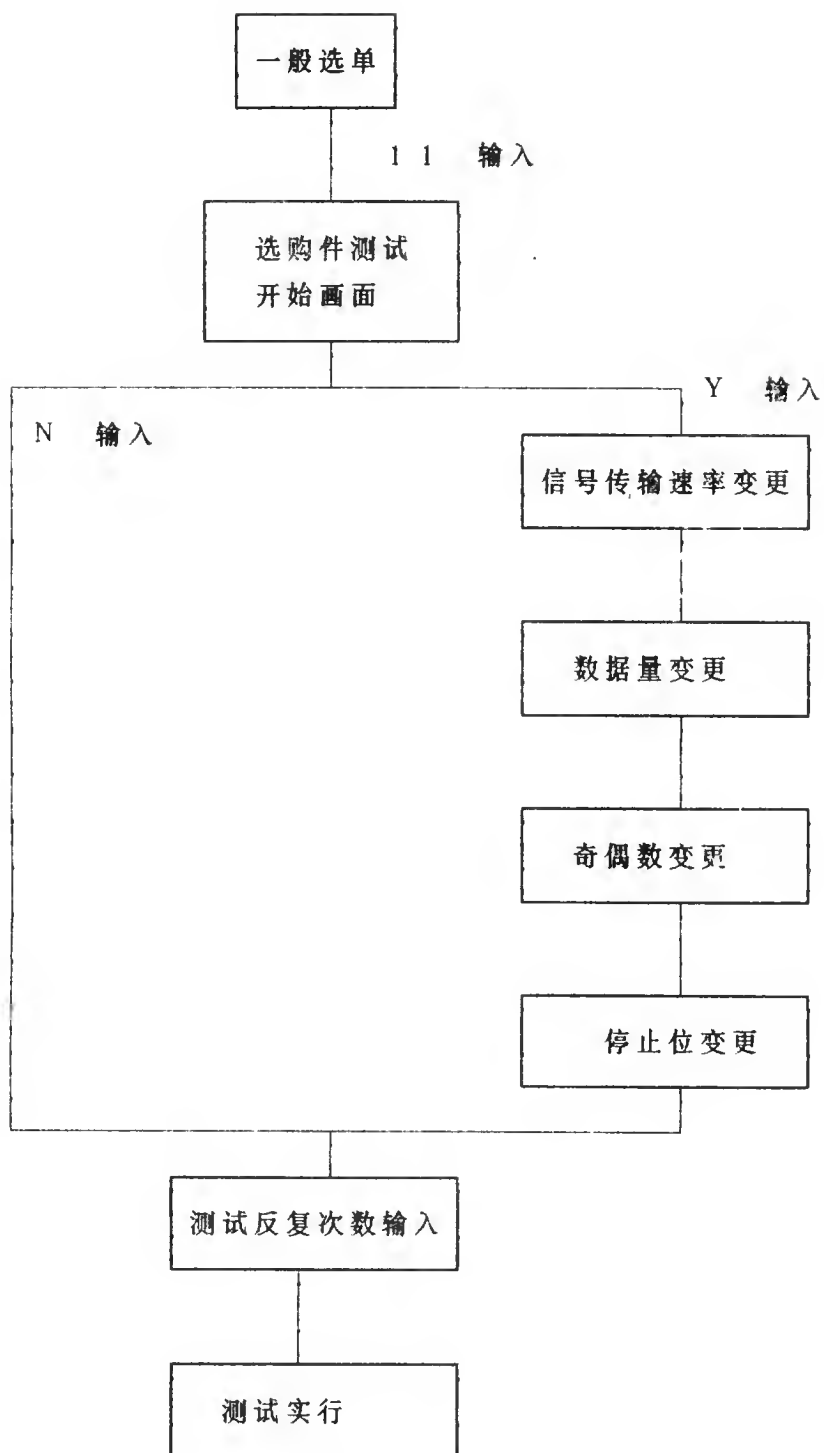 一般选单
11 输入
选购件测试
开始画面
Y 输入
N 输入
信号传输速率变更
数据量变更
奇偶数变更
停止位变更
测试反复次数输入
测试实行